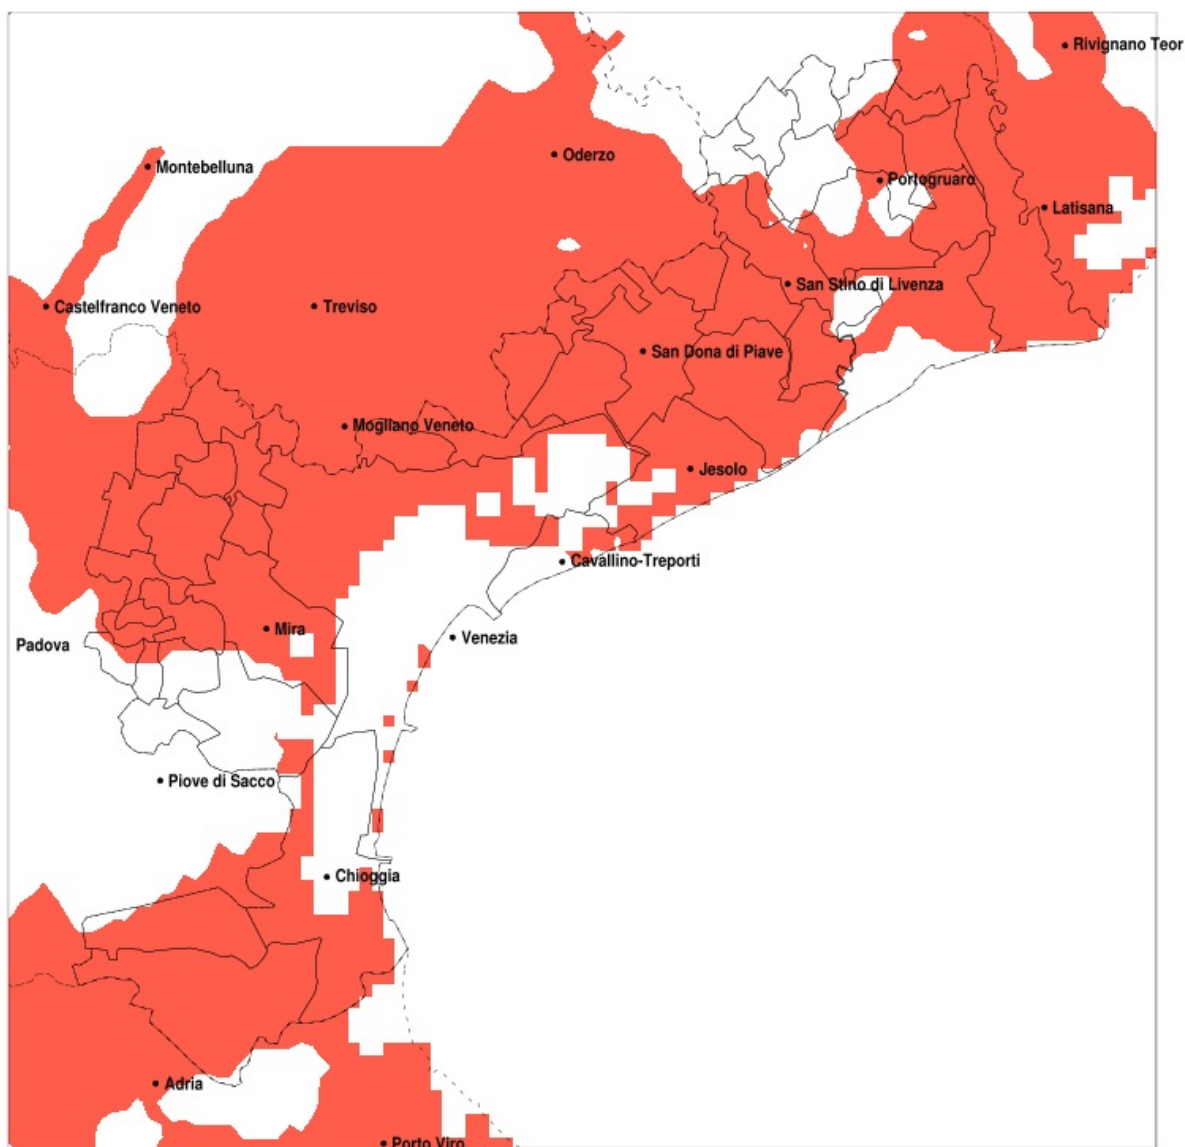 Rivignano Teor
Oderzo
Montebelluna
Portogruaro
Latisana
San Stino di Livenza
Castelfranco Veneto
Treviso
San Dona di Piave
Mogliano Veneto
Jesolo
Cavallino-Treporti
Mira
Venezia
Padova
Piove di Sacco
Chioggia
Adria
Porto Viro